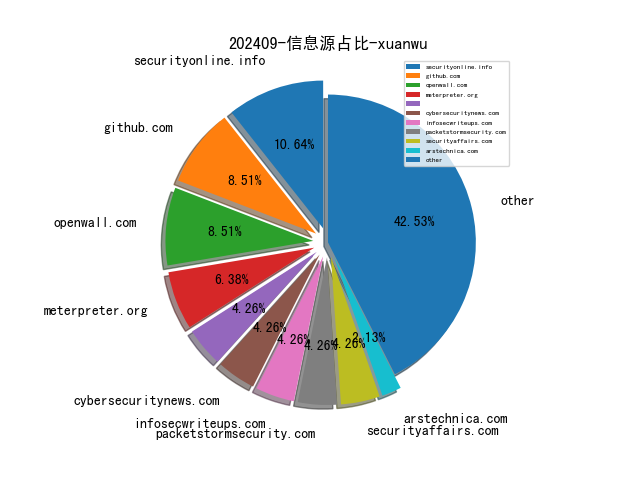 202409-信息源占比-xuanwu
securityonline.info
github.com
openwall.com
meterpreter.org
cybersecuritynews.com
infosecwriteups.com
packetstormsecurity.com
securityaffairs.com
arstechnica.com
other
10.64%
8.51%
8.51%
6.38%
4.26%
4.26%
4.26%
4.26%
4.26%
2.13%
42.53%
securityonline.info
github.com
openwall.com
meterpreter.org
cybersecuritynews.com
infosecwriteups.com
packetstormsecurity.com
securityaffairs.com
arstechnica.com
other